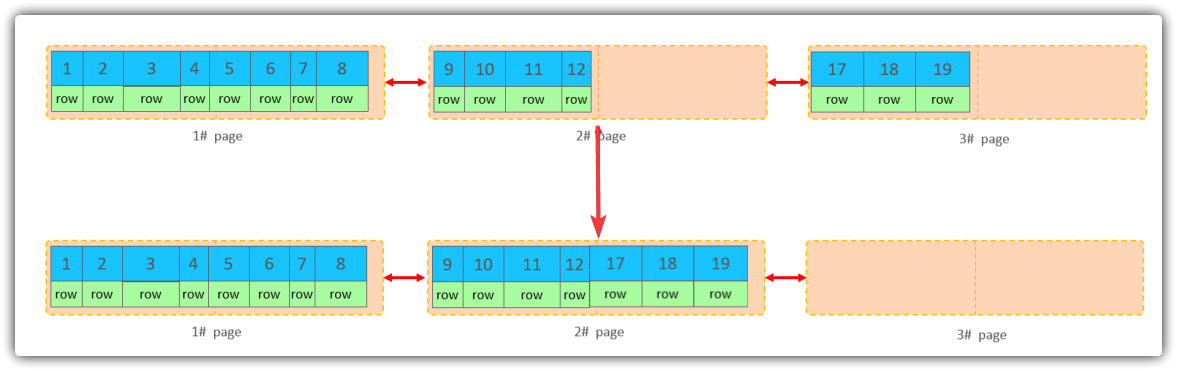 1 2 3 4 5 6 7 8
row row row row row row row row
1# page
9 10 11 12
row row row row
2# page
17 18 19
row row row
3# page
1 2 3 4 5 6 7 8
row row row row row row row row
1# page
9 10 11 12 17 18 19
row row row row row row row
2# page
3# page